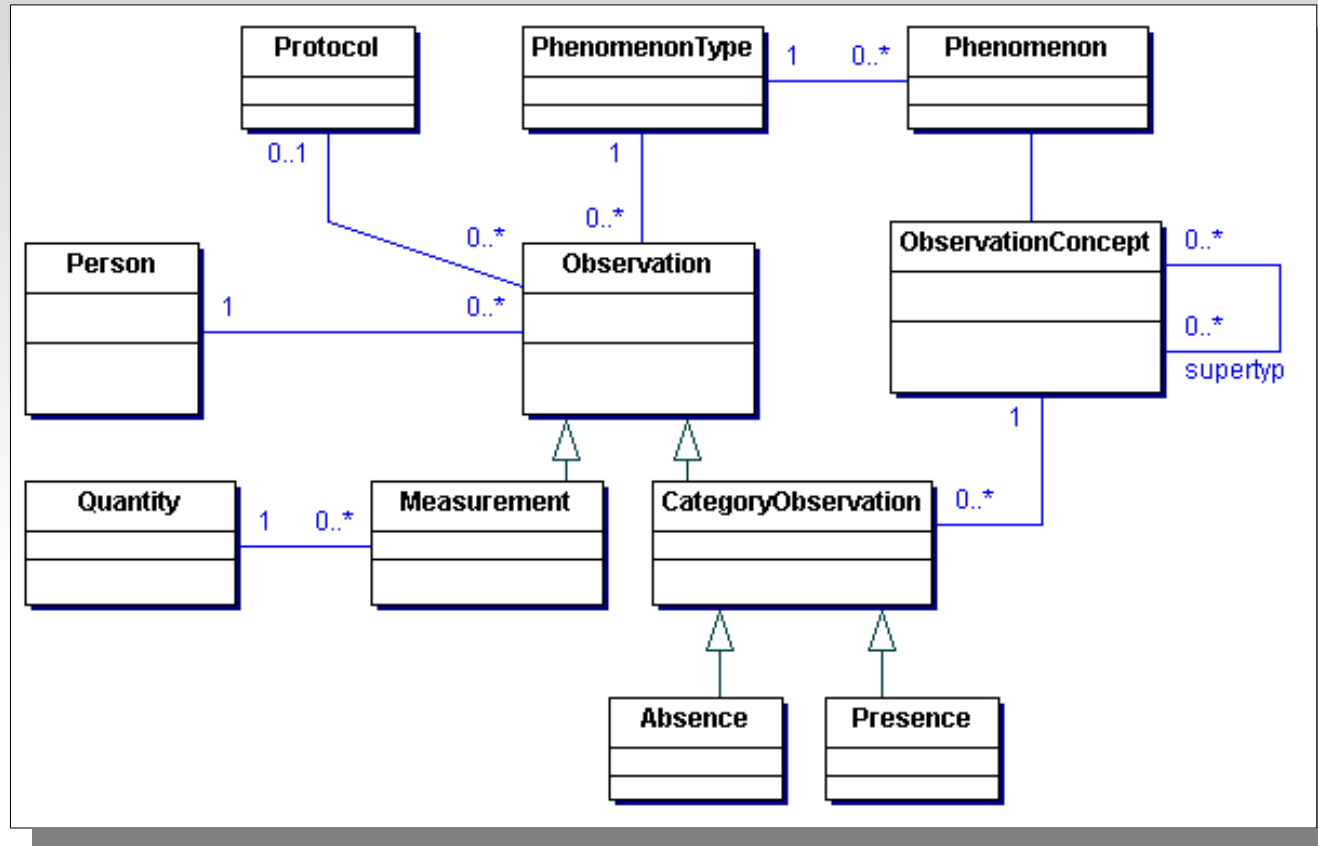 Protocol
PhenomenonType
1
0..*
Phenomenon
0..1
1
0..*
0..*
Person
1
0..*
Observation
ObservationConcept
0..*
0..*
supertyp
1
Quantity
1
0..*
Measurement
CategoryObservation
0..*
Absence
Presence